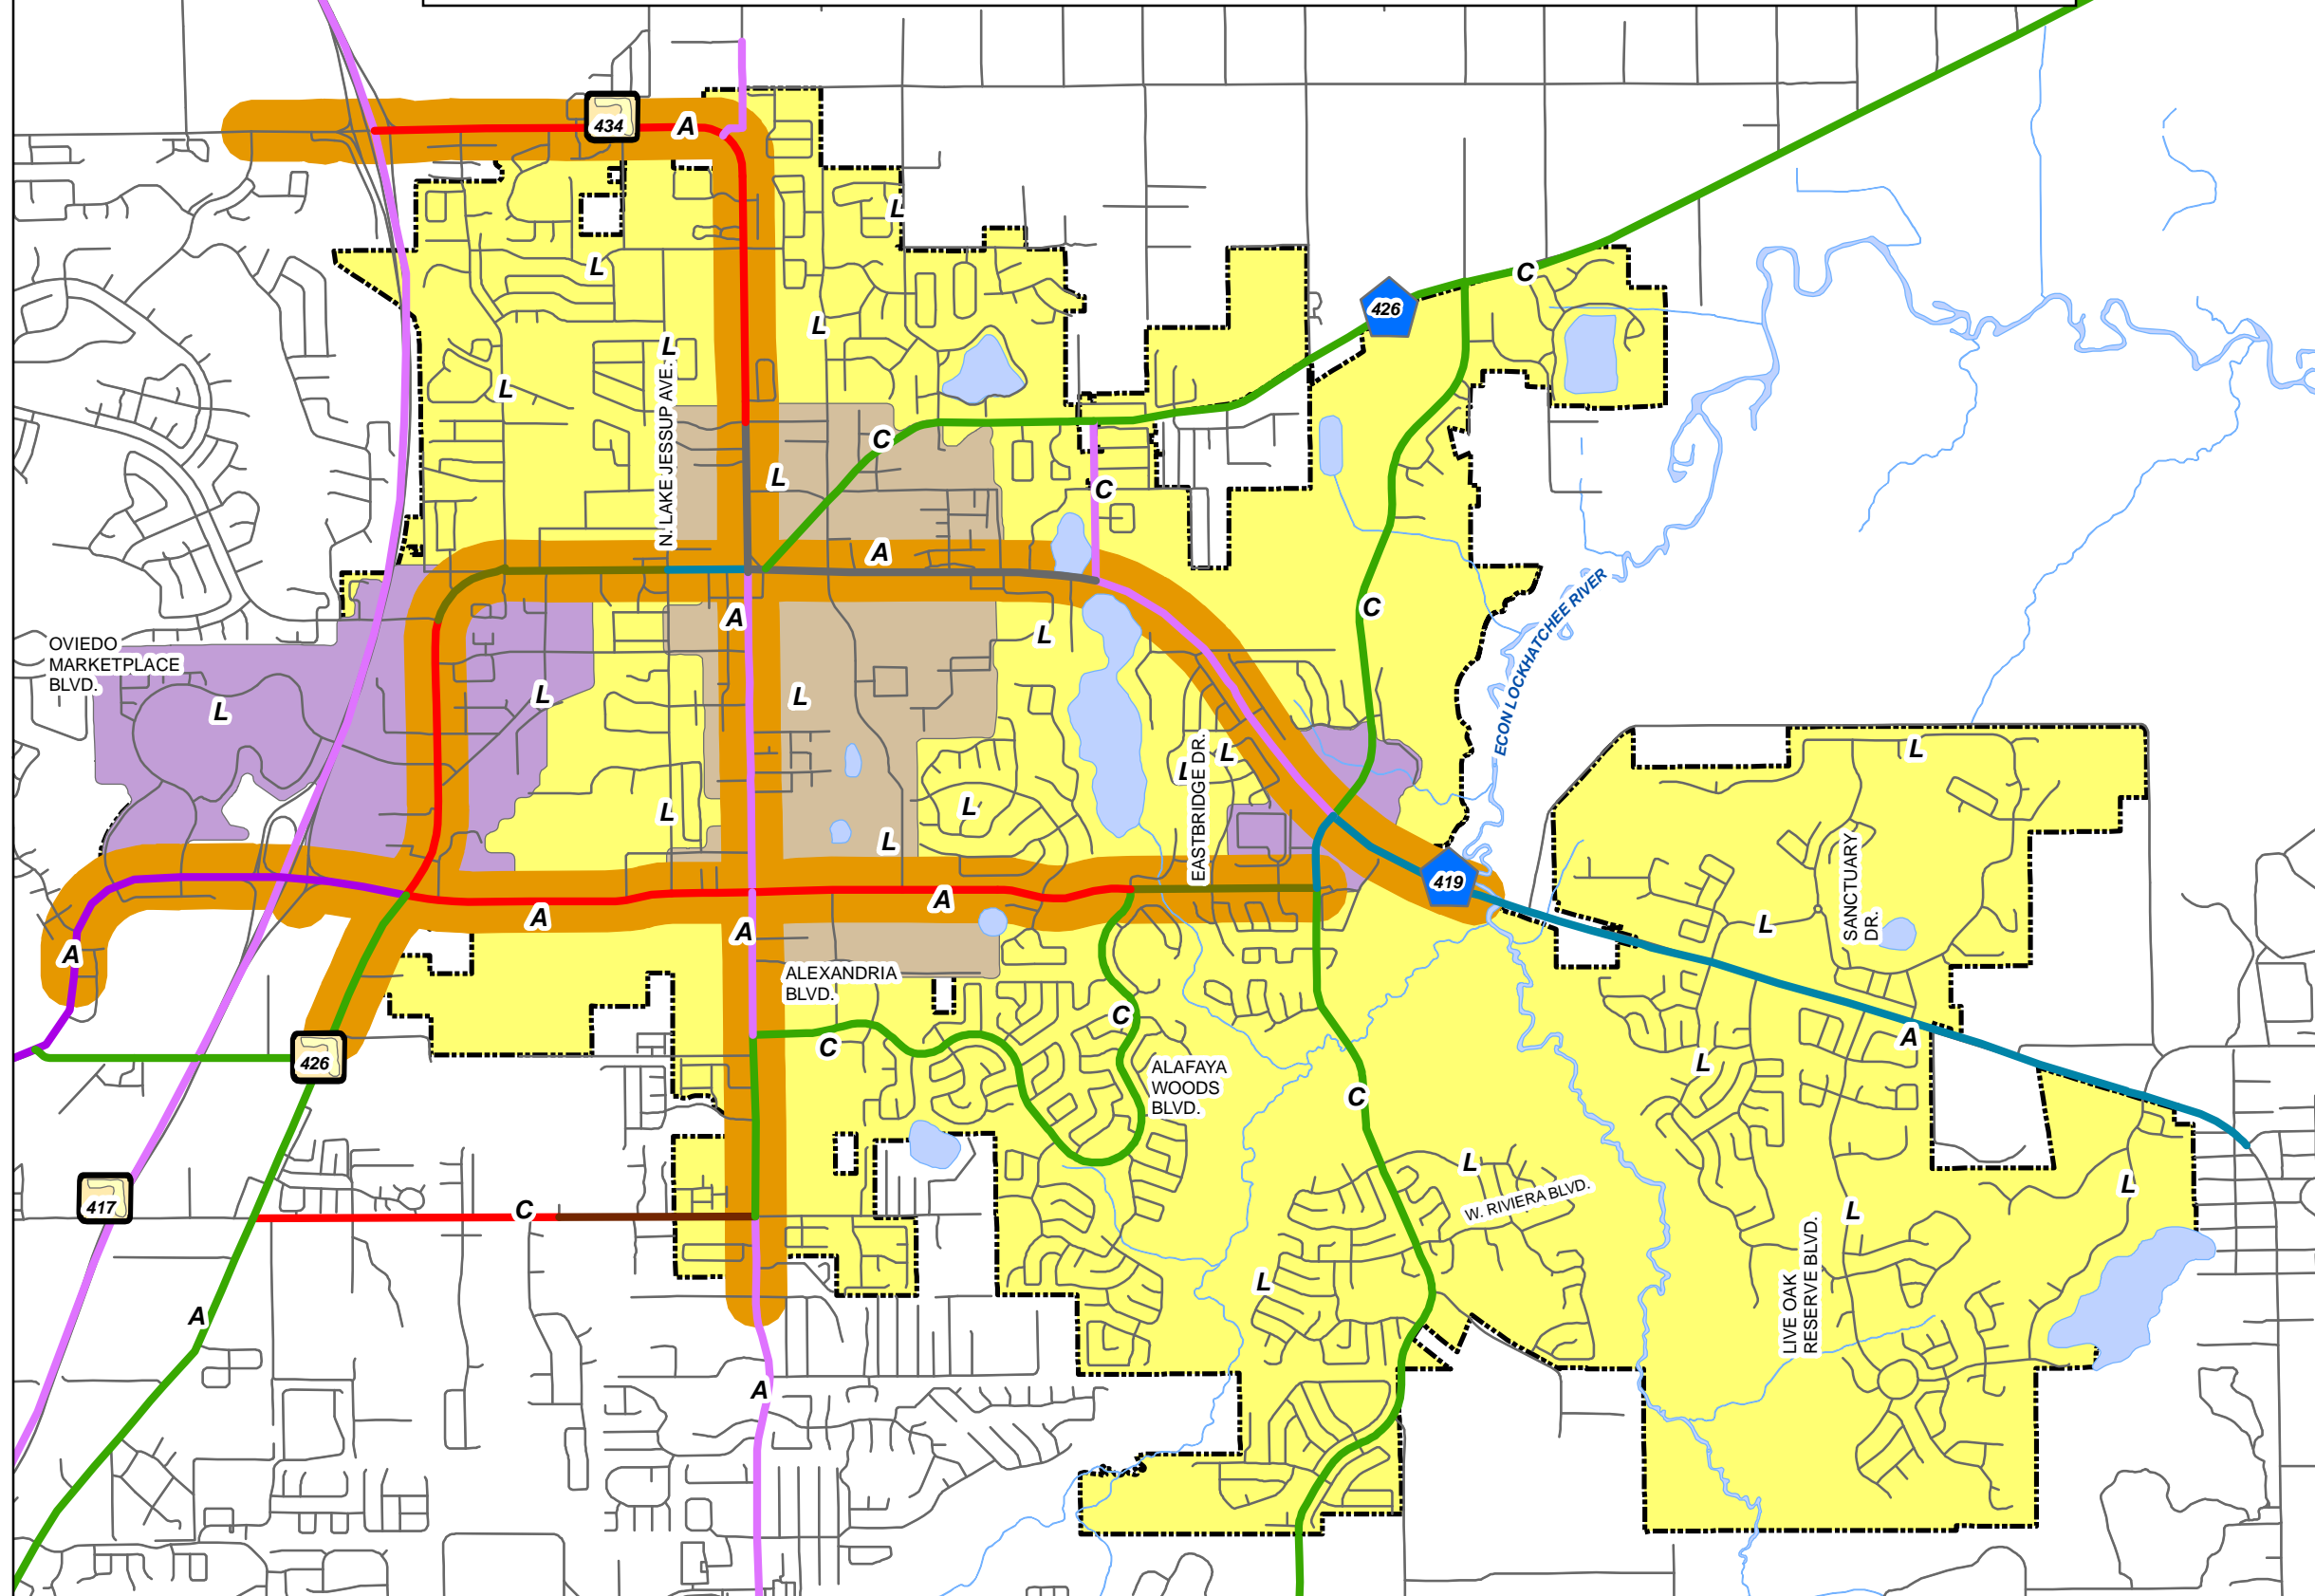 434
A
L
L
C
426
L
L
N. LAKE JESSUP AVE.
L
C
L
C
A
C
ECON LOCKHATCHEE RIVER
A
L
OVIEDO
MARKETPLACE
BLVD.
L
L
L
L
L
EASTBRIDGE DR.
L
L
L
L
419
SANCTUARY
DR.
A
A
A
A
L
ALEXANDRIA
BLVD.
C
C
426
ALAFAYA
WOODS
BLVD.
C
A
L
417
C
L
W. RIVIERA BLVD.
L
L
LIVE OAK
RESERVE BLVD.
L
A
A